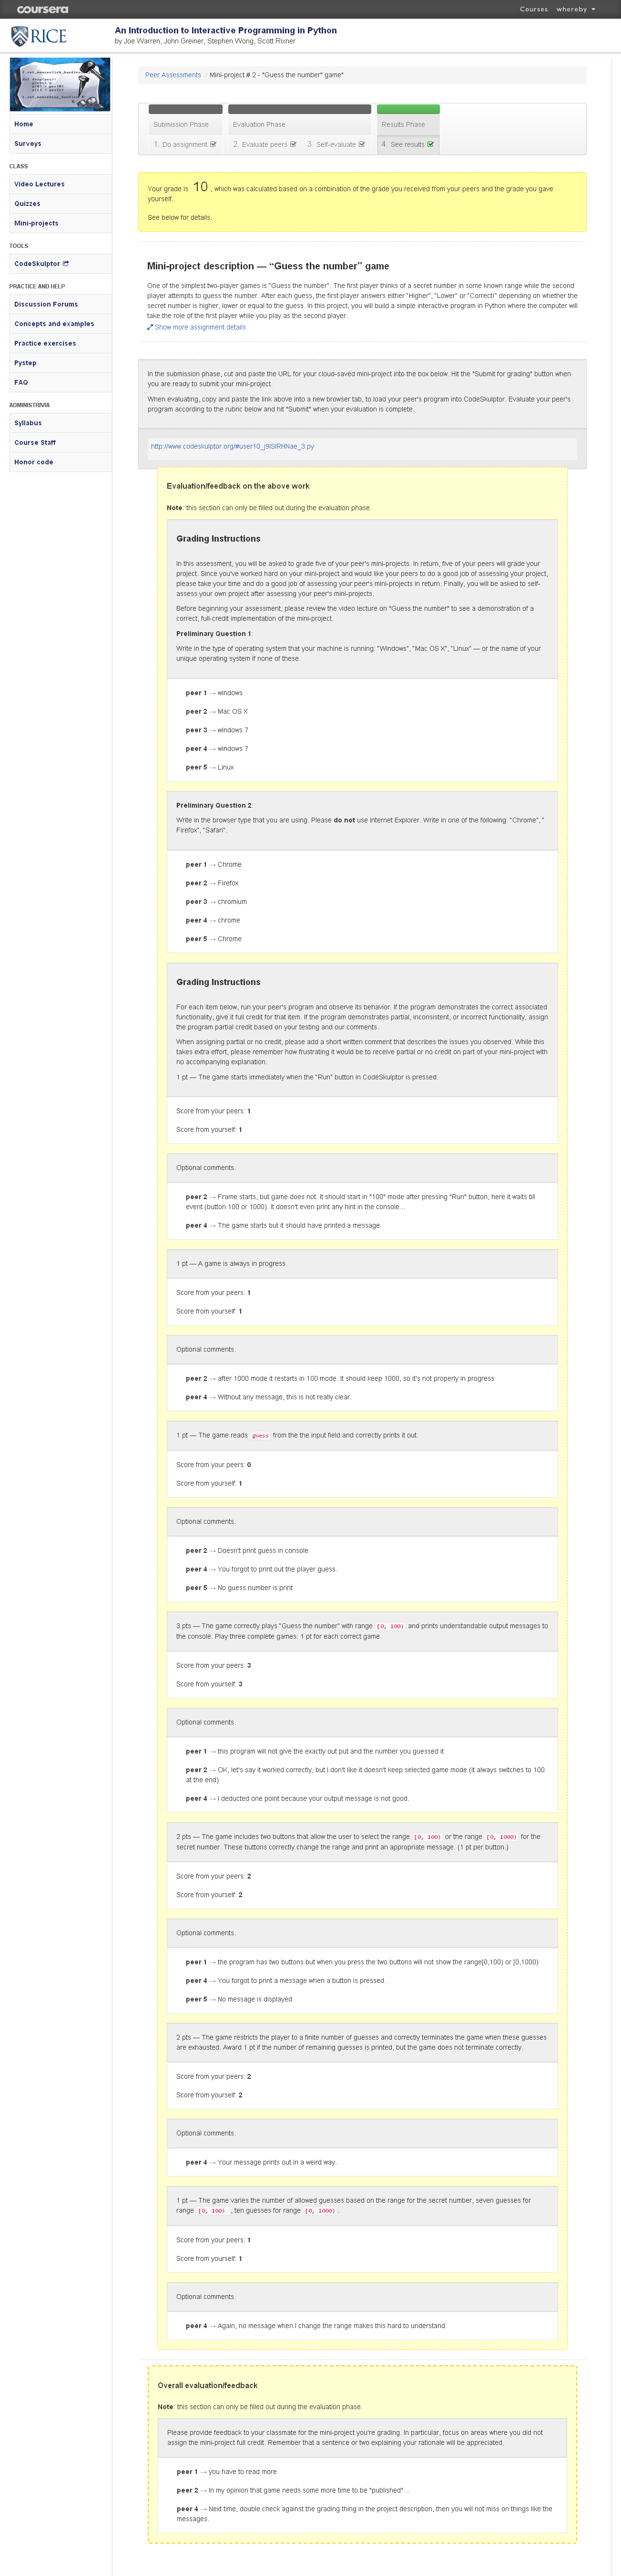 coursera
Courses whereby
RICE
An Introduction to Interactive Programming in Python
by Joe Warren, John Greiner, Stephen Wong, Scott Rixner
Home
Surveys
CLASS
Video Lectures
Quizzes
Mini-projects
TOOLS
CodeSkulptor
PRACTICE AND HELP
Discussion Forums
Concepts and examples
Practice exercises
Pystep
FAQ
ADMINISTRIVIA
Syllabus
Course Staff
Honor code
Peer Assessments / Mini-project # 2 - "Guess the number" game"
Submission Phase
1. Do assignment
Evaluation Phase
2. Evaluate peers
3. Self-evaluate
Results Phase
4. See results
Your grade is 10 , which was calculated based on a combination of the grade you received from your peers and the grade you gave
yourself.
See below for details.
Mini-project description — “Guess the number” game
One of the simplest two-player games is "Guess the number". The first player thinks of a secret number in some known range while the second
player attempts to guess the number. After each guess, the first player answers either "Higher", "Lower" or "Correct!" depending on whether the
secret number is higher, lower or equal to the guess. In this project, you will build a simple interactive program in Python where the computer will
take the role of the first player while you play as the second player.
Show more assignment details
In the submission phase, cut and paste the URL for your cloud-saved mini-project into the box below. Hit the "Submit for grading" button when
you are ready to submit your mini-project.
When evaluating, copy and paste the link above into a new browser tab, to load your peer's program into CodeSkulptor. Evaluate your peer's
program according to the rubric below and hit "Submit" when your evaluation is complete.
Evaluation/feedback on the above work
Note: this section can only be filled out during the evaluation phase.
Grading Instructions
In this assignment, you will be asked to grade five of your peer's mini-projects. In return, five of your peers will grade your
project. Since you've worked hard on your mini-project and would like your peers to do a good job of assessing your project,
please take your time and do a good job of assessing your peer's mini-projects in return. Finally, you will be asked to self-
assess your own project after assessing your peer's mini-projects.
Before beginning your assessment, please review the video lecture on "Guess the number" to see a demonstration of a
correct, full-credit implementation of the mini-project.
Preliminary Question 1:
Write in the type of operating system that your machine is running: "Windows", "Mac OS X", "Linux" — or the name of your
unique operating system if none of these.
peer 1 → windows
peer 2 → Mac OS X
peer 3 → windows 7
peer 4 → windows 7
peer 5 → Linux
Preliminary Question 2:
Write in the browser type that you are using. Please do not use Internet Explorer. Write in one of the following: "Chrome", "
Firefox", "Safari".
peer 1 → Chrome
peer 2 → Firefox
peer 3 → chromium
peer 4 → chrome
peer 5 → Chrome
Grading Instructions
For each item below, run your peer's program and observe its behavior. If the program demonstrates the correct associated
functionality, give it full credit for that item. If the program demonstrates partial, inconsistent, or incorrect functionality, assign
the program partial credit based on your testing and our comments.
When assigning partial or no credit, please add a short written comment that describes the issues you observed. While this
takes extra effort, please remember how frustrating it would be to receive partial or no credit on part of your mini-project with
no accompanying explanation.
1 pt — The game starts immediately when the "Run" button in CodeSkulptor is pressed.
Score from your peers: 1
Score from yourself: 1
Optional comments.
peer 2 → Frame starts, but game does not. It should start in "100" mode after pressing "Run" button, here it waits till
event (button 100 or 1000). It doesn't even print any hint in the console...
peer 4 → The game starts but it should have printed a message.
1 pt — A game is always in progress.
Score from your peers: 1
Score from yourself: 1
Optional comments.
peer 2 → after 1000 mode it restarts in 100 mode. It should keep 1000, so it's not properly in progress
peer 4 → Without any message, this is not really clear.
1 pt — The game reads guess from the the input field and correctly prints it out.
Score from your peers: 0
Score from yourself: 1
Optional comments.
peer 2 → Doesn't print guess in console
peer 4 → You forgot to print out the player guess.
peer 5 → No guess number is print
3 pts — The game correctly plays "Guess the number" with range [0, 100) and prints understandable output messages to
the console. Play three complete games: 1 pt for each correct game.
Score from your peers: 3
Score from yourself: 3
Optional comments.
peer 1 → this program will not give the exactly out put and the number you guessed it
peer 2 → OK, let's say it worked correctly, but I don't like it doesn't keep selected game mode (it always switches to 100
at the end)
peer 4 → I deducted one point because your output message is not good.
2 pts — The game includes two buttons that allow the user to select the range [0, 100) or the range [0, 1000) for the
secret number. These buttons correctly change the range and print an appropriate message. (1 pt per button.)
Score from your peers: 2
Score from yourself: 2
Optional comments.
peer 1 → the program has two buttons but when you press the two buttons will not show the range[0,100) or [0,1000)
peer 4 → You forgot to print a message when a button is pressed.
peer 5 → No message is displayed
2 pts — The game restricts the player to a finite number of guesses and correctly terminates the game when these guesses
are exhausted. Award 1 pt if the number of remaining guesses is printed, but the game does not terminate correctly.
Score from your peers: 2
Score from yourself: 2
Optional comments.
peer 4 → Your message prints out in a weird way.
1 pt — The game varies the number of allowed guesses based on the range for the secret number, seven guesses for
range [0, 100) , ten guesses for range [0, 1000).
Score from your peers: 1
Score from yourself: 1
Optional comments.
peer 4 → Again, no message when I change the range makes this hard to understand.
Overall evaluation/feedback
Note: this section can only be filled out during the evaluation phase.
Please provide feedback to your classmate for the mini-project you're grading. In particular, focus on areas where you did not
assign the mini-project full credit. Remember that a sentence or two explaining your rationale will be appreciated.
peer 1 → you have to read more
peer 2 → In my opinion that game needs some more time to be "published"...
peer 4 → Next time, double check against the grading thing in the project description, then you will not miss on things like the
messages.